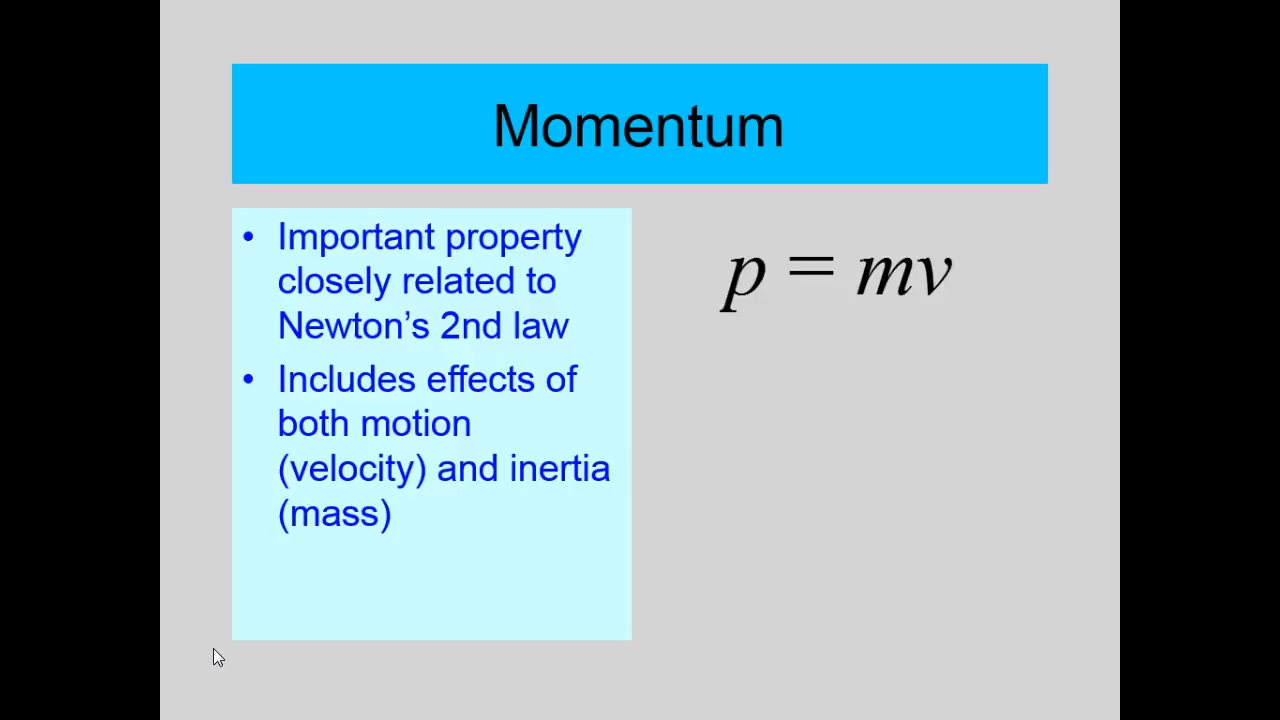 Momentum
• Important property
closely related to
Newton’s 2nd law
• Includes effects of
both motion
(velocity) and inertia
(mass)
p = mv